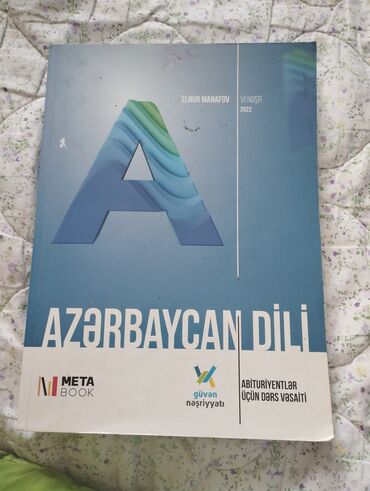 ELNUR MANAFOV
VI NƏŞR
2022
A
AZƏRBAYCAN DİLİ
META
BOOK
güvən
nəşriyyatı
ABİTURİYENTLƏR
ÜÇÜN DƏRS VƏSAİTİ